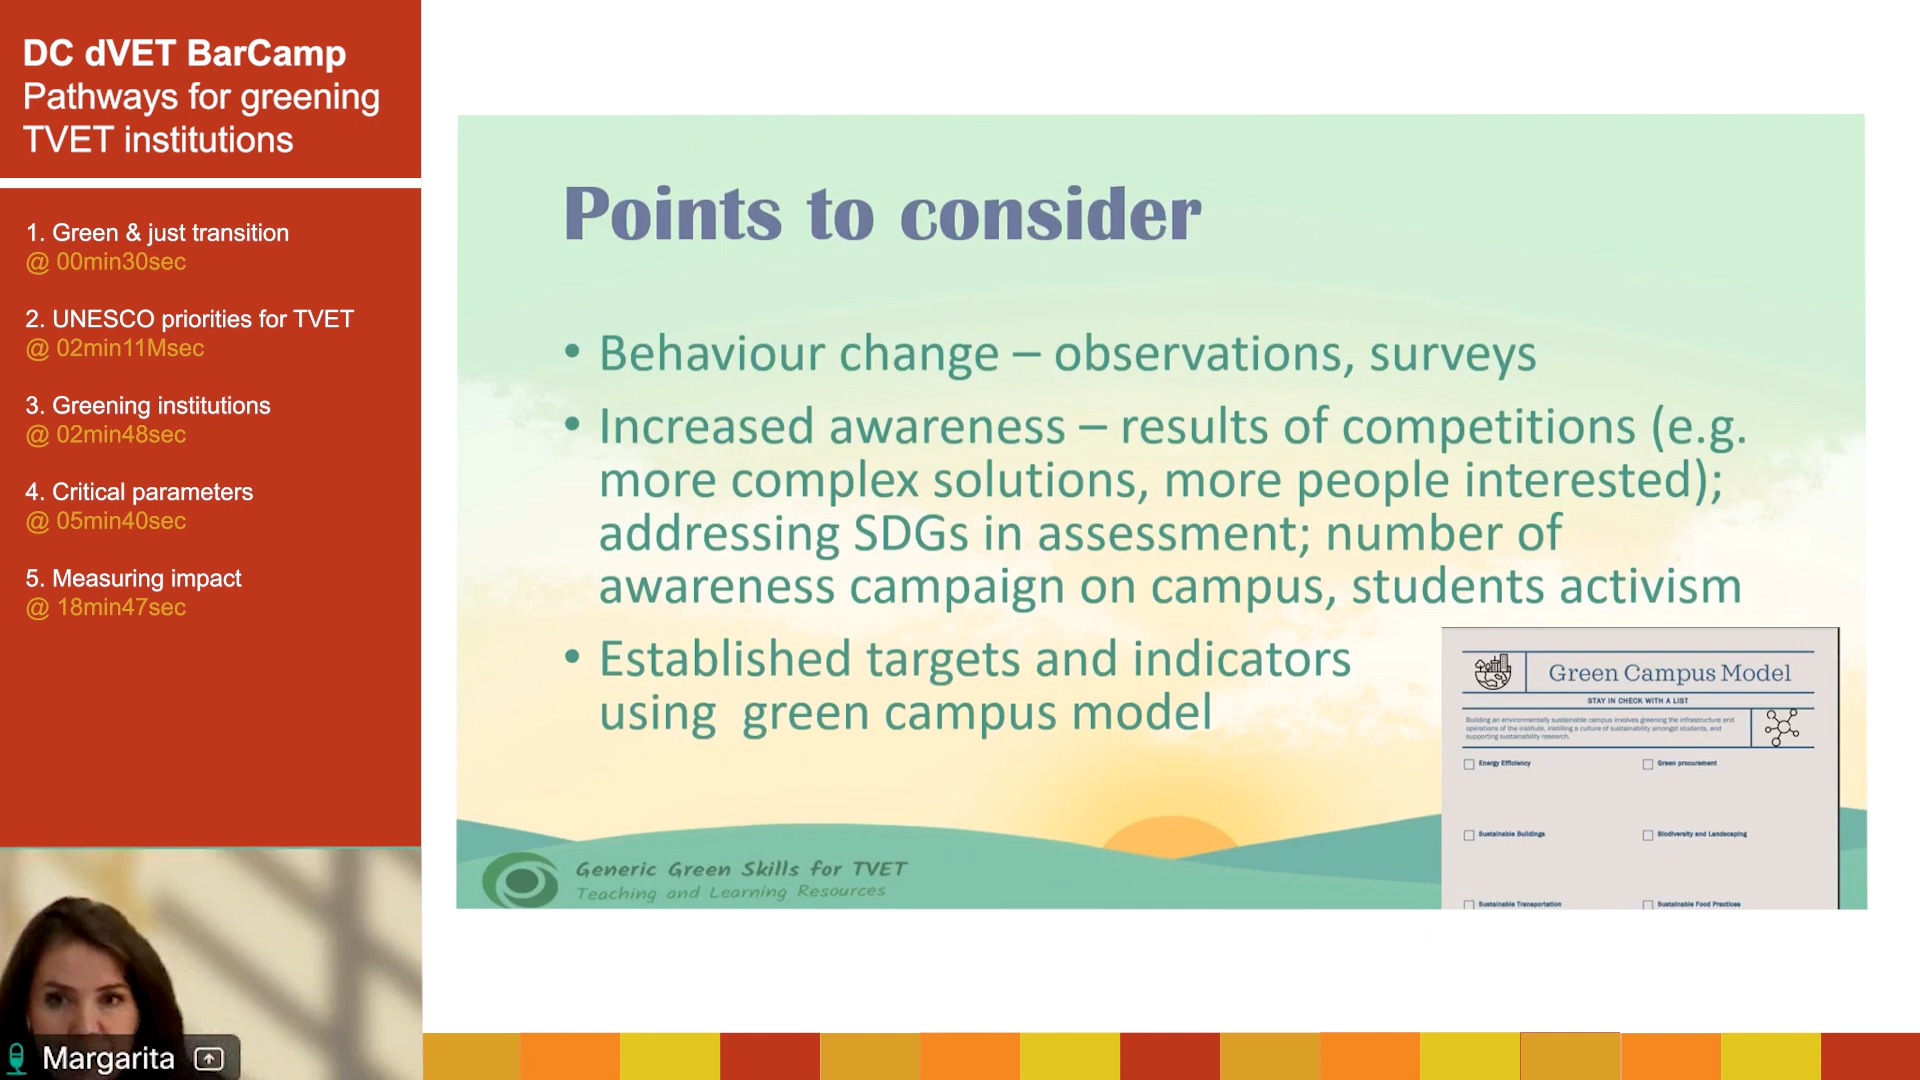 DC dVET BarCamp
Pathways for greening
TVET institutions
1. Green & just transition
@ 00min30sec
2. UNESCO priorities for TVET
@ 02min11Msec
3. Greening institutions
@ 02min48sec
4. Critical parameters
@ 05min40sec
5. Measuring impact
@ 18min47sec
Margarita
Points to consider
• Behaviour change – observations, surveys
• Increased awareness – results of competitions (e.g.
more complex solutions, more people interested);
addressing SDGs in assessment; number of
awareness campaign on campus, students activism
• Established targets and indicators
using green campus model
Green Campus Model
STAY IN CHECK WITH A LIST
Building an environmentally sustainable campus involves greening the infrastructure and
operations of the institute, instilling a culture of sustainability amongst students, and
supporting sustainability research.
Energy Efficiency
Green procurement
Sustainable Buildings
Biodiversity and Landscaping
Sustainable Transportation
Sustainable Food Practices
Generic Green Skills for TVET
Teaching and Learning Resources